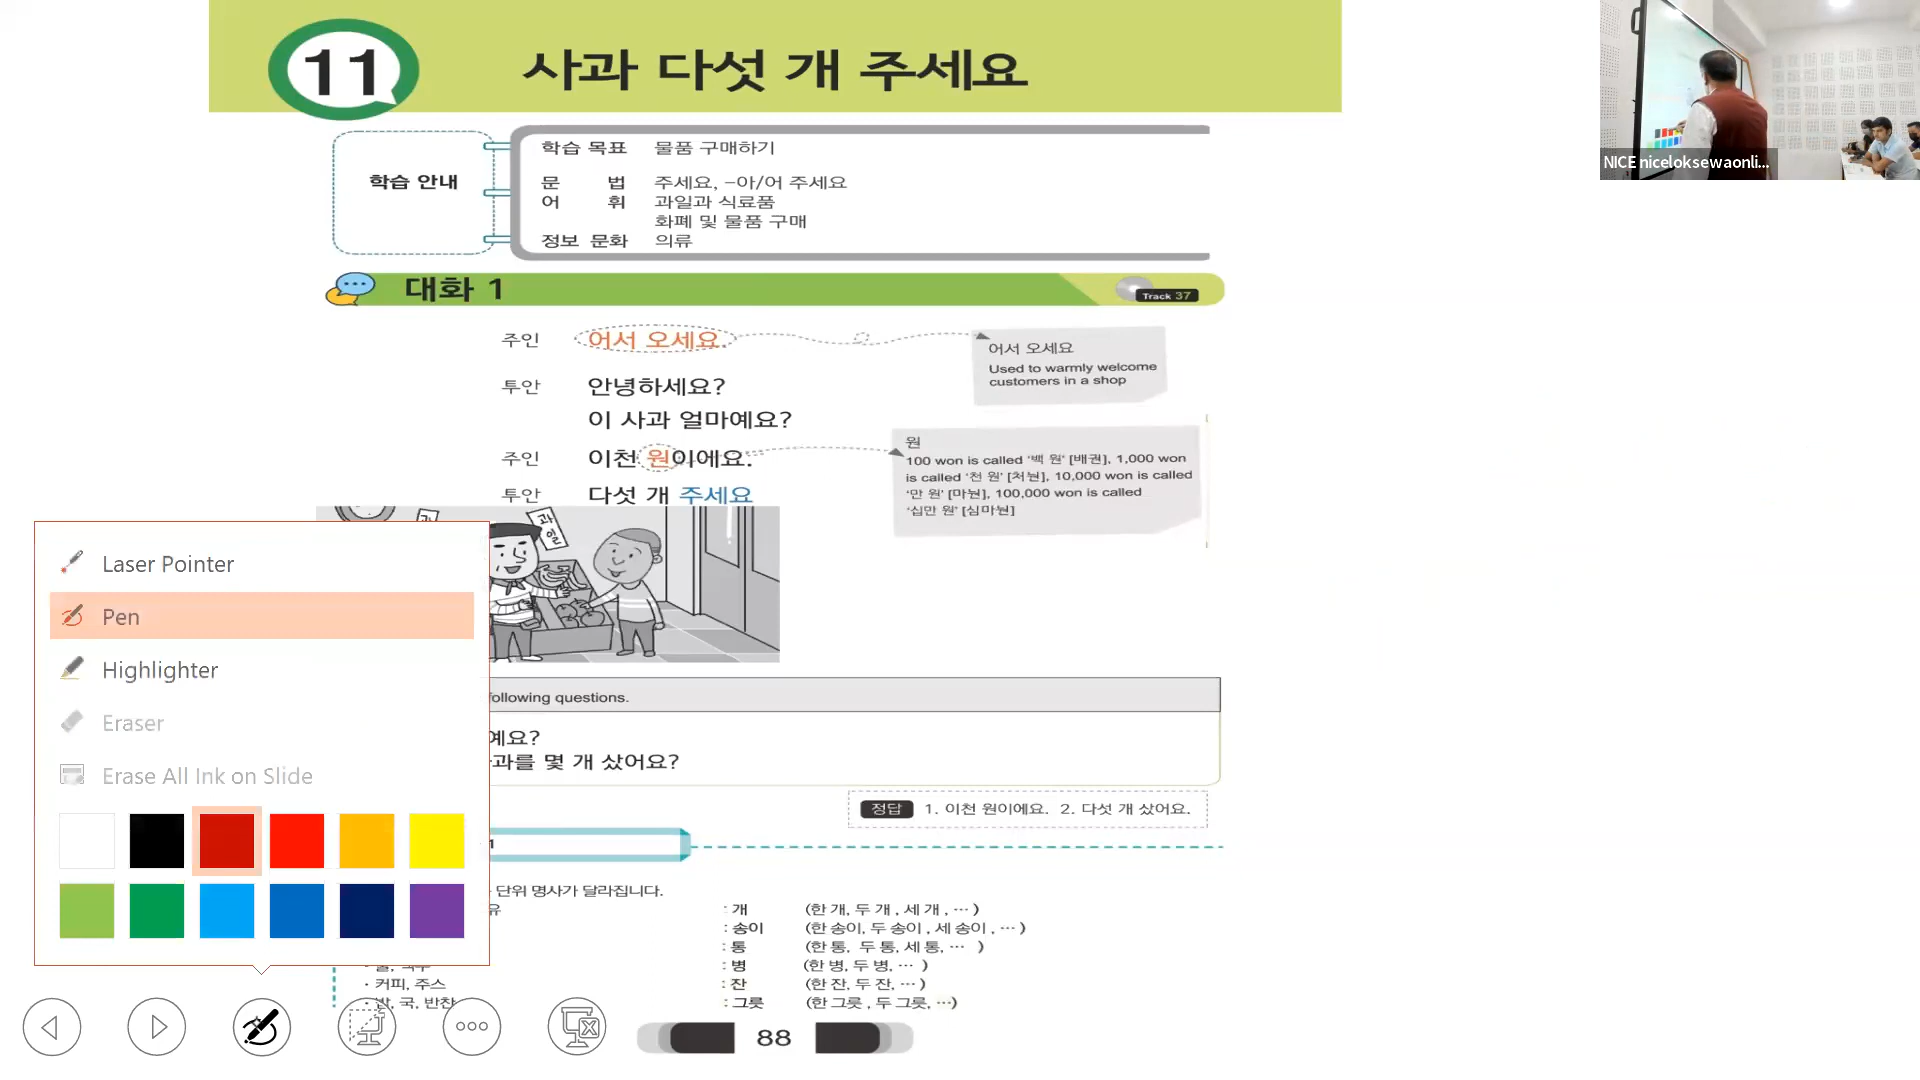 11
사과 다섯 개 주세요
학습 안내
학습 목표 물품 구매하기
문 법 주세요, –아/어 주세요
어 휘 과일과 식료품
화폐 및 물품 구매
정보 문화 의류
대화 1
Track 37
주인 어서 오세요.
어서 오세요
Used to warmly welcome
customers in a shop
투안 안녕하세요?
이 사과 얼마예요?
주인 이천 원이에요.
투안 다섯 개 주세요
원
100 won is called ‘백 원’ [배권], 1,000 won
is called ‘천 원’ [처눤], 10,000 won is called
‘만 원’ [마눤], 100,000 won is called
‘십만 원’ [심마눤]
following questions.
예요?
과를 몇 개 샀어요?
정답 1. 이천 원이에요. 2. 다섯 개 샀어요.
1
단위 명사가 달라집니다.
유
: 개 (한 개, 두 개, 세 개, ⋯ )
: 송이 (한 송이, 두 송이, 세 송이, ⋯ )
: 통 (한 통, 두 통, 세 통, ⋯ )
: 병 (한 병, 두 병, ⋯ )
· 커피, 주스 : 잔 (한 잔, 두 잔, ⋯ )
· 밥, 국, 반찬 : 그릇 (한 그릇, 두 그릇, ⋯)
88
Laser Pointer
Pen
Highlighter
Eraser
Erase All Ink on Slide
NICE niceloksewaonli...